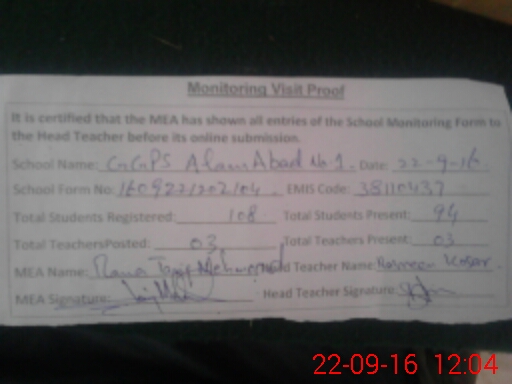 Monitoring Visit Proof
It is certified that the MEA has shown all entries of the School Monitoring Form to
the Head Teacher before its online submission.
School Name: GGPS Alam Abad No 1. Date: 22-9-16
School Form No: EMIS Code: 38110437
Total Students Registered: 108 Total Students Present: 94
Total TeachersPosted: 03 Total Teachers Present: 03
MEA Name: Rana Mehmood Head Teacher Name: Kosar.
MEA Signature: Head Teacher Signature:
22-09-16 12:04